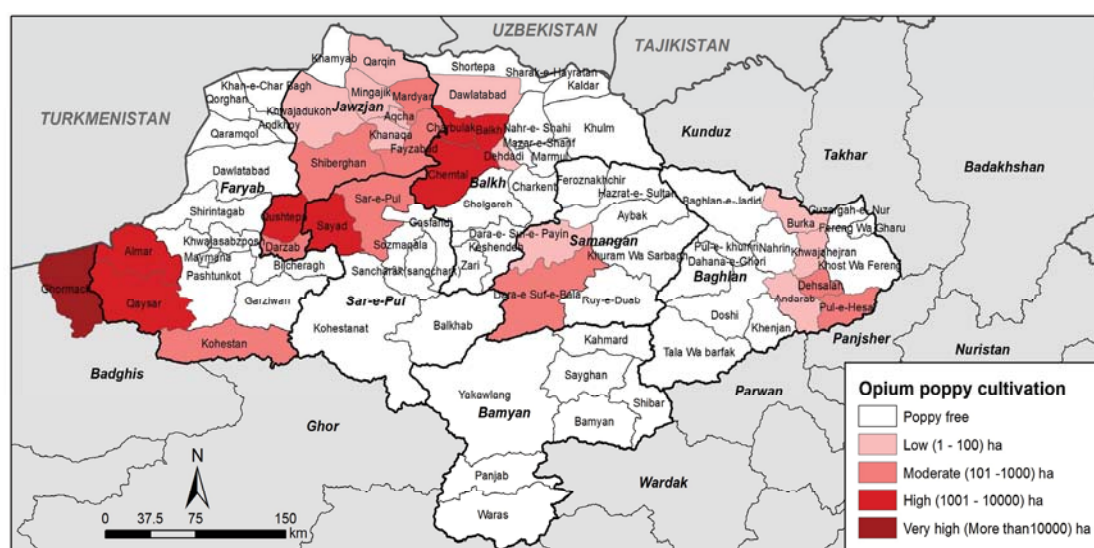 UZBEKISTAN
TAJIKISTAN
TURKMENISTAN
Khamyab
Qarqin
Shortepa
Sharak-e-Hayratan
Kaldar
Khan-e-Char Bagh
Qorghan
Mingajik
Mardyan
Dawlatabad
Khwajadukoh
Jawzjan
Aqcha
Andkhoy
Charbulak
Balkh
Nahr-e- Shahi
Khulm
Kunduz
Qaramqol
Khanaqa
Mazar-e-Sharif
Takhar
Fayzabad
Dehdadi
Marmul
Badakhshan
Shiberghan
Dawlatabad
Chemtal
Balkh
Feroznakhchir
Faryab
Sar-e-Pul
Charkent
Hazrat-e- Sultan
Baghlan-e-Jadid
Guzargah-e- Nur
Shirintagab
Qushtepa
Sayad
Gosfandi
Cholgareh
Aybak
Burka
Fereng Wa Gharu
Khwajasabzposh
Darzab
Sozmaqala
Dara-e- Suf-e- Payin
Samangan
Pul-e- khumri
Nahrin
Khwajahejran
Almar
Maymana
Keshendeh
Khuram Wa Sarbagh
Dahana-e-Ghori
Khost Wa Fereng
Pashtunkot
Bilcheragh
Sancharak(sangchark)
Zari
Baghlan
Ghormach
Qaysar
Garziwan
Sar-e-Pul
Dara-e Suf-e-Bala
Ruy-e-Duab
Dehsalah
Andarab
Pul-e-Hesar
Kohestanat
Balkhab
Doshi
Khenjan
Panjsher
Kohestan
Kahmard
Tala Wa barfak
Nuristan
Badghis
Sayghan
Parwan
Yakawlang
Bamyan
Shibar
Ghor
Bamyan
Panjab
Wardak
Waras
N
0 37.5 75 150
km
Opium poppy cultivation
Poppy free
Low (1 - 100) ha
Moderate (101 -1000) ha
High (1001 - 10000) ha
Very high (More than10000) ha